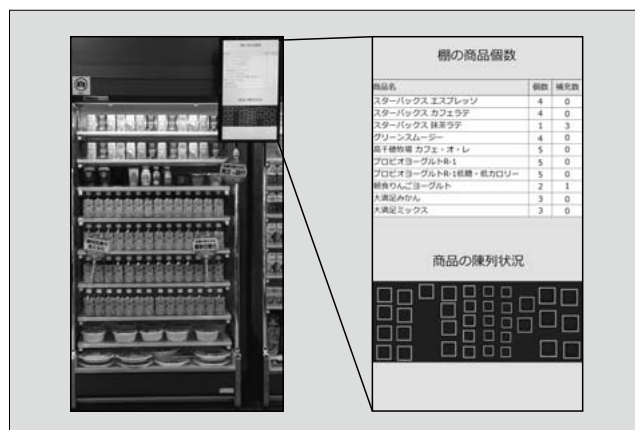 棚の商品個数
商品名 個数 補充数
スターバックス エスプレッソ 4 0
スターバックス カフェラテ 4 0
スターバックス 抹茶ラテ 1 3
グリーンスムージー 4 0
高千穂牧場 カフェ・オ・レ 5 0
プロビオヨーグルトR-1 5 0
プロビオヨーグルトR-1低糖・低カロリー 5 0
朝食りんごヨーグルト 2 1
大満足みかん 3 0
大満足ミックス 3 0
商品の陳列状況